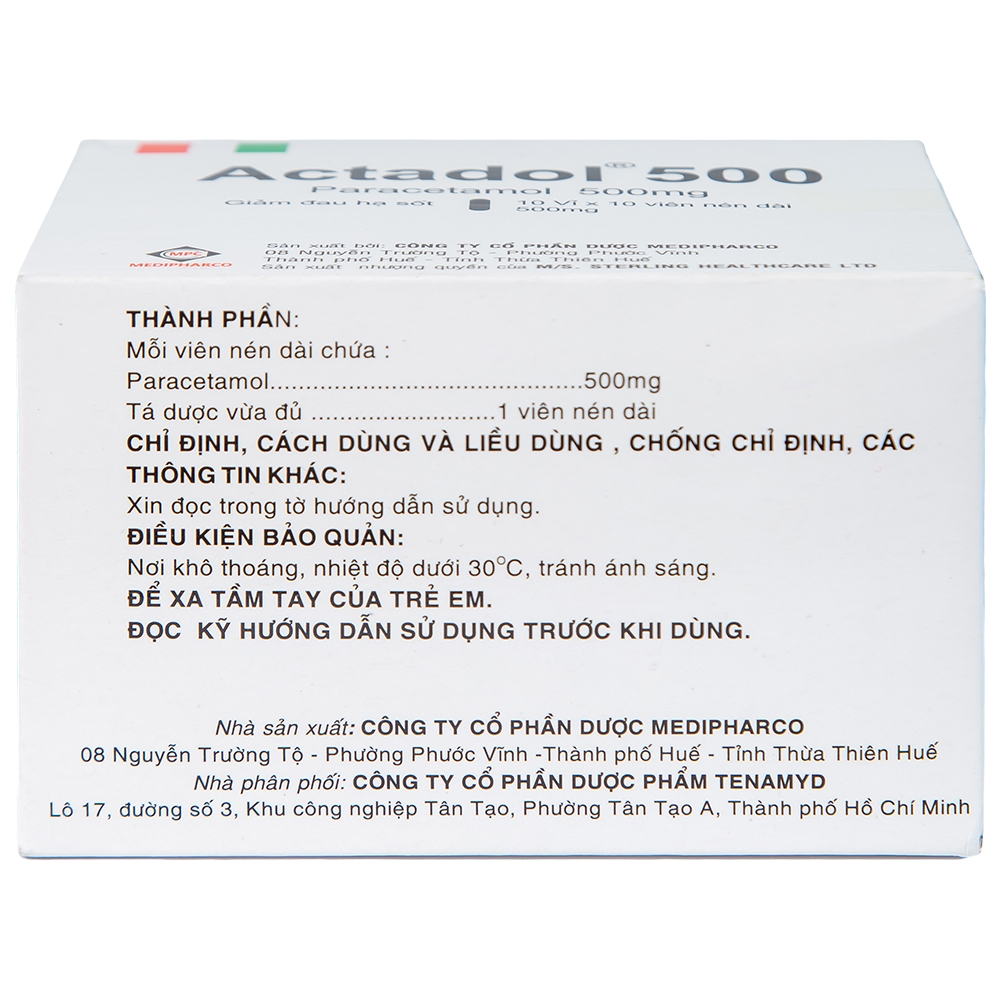 Actadol® 500
Paracetamol 500mg
Giảm đau hạ sốt 10 Vỉ x 10 viên nén dài
500mg
MPC
MEDIPHARCO
Sản xuất bởi: CÔNG TY CỔ PHẦN DƯỢC MEDIPHARCO
08 Nguyễn Trường Tộ - Phường Phước Vĩnh
Thành phố Huế - Tỉnh Thừa Thiên Huế
Sản xuất nhượng quyền của M/S. STERLING HEALTHCARE LTD
THÀNH PHẦN:
Mỗi viên nén dài chứa :
Paracetamol..........................................500mg
Tá dược vừa đủ .........................1 viên nén dài
CHỈ ĐỊNH, CÁCH DÙNG VÀ LIỀU DÙNG , CHỐNG CHỈ ĐỊNH, CÁC
THÔNG TIN KHÁC:
Xin đọc trong tờ hướng dẫn sử dụng.
ĐIỀU KIỆN BẢO QUẢN:
Nơi khô thoáng, nhiệt độ dưới 30°C, tránh ánh sáng.
ĐỂ XA TẦM TAY CỦA TRẺ EM.
ĐỌC KỸ HƯỚNG DẪN SỬ DỤNG TRƯỚC KHI DÙNG.
Nhà sản xuất: CÔNG TY CỔ PHẦN DƯỢC MEDIPHARCO
08 Nguyễn Trường Tộ - Phường Phước Vĩnh -Thành phố Huế - Tỉnh Thừa Thiên Huế
Nhà phân phối: CÔNG TY CỔ PHẦN DƯỢC PHẨM TENAMYD
Lô 17, đường số 3, Khu công nghiệp Tân Tạo, Phường Tân Tạo A, Thành phố Hồ Chí Minh